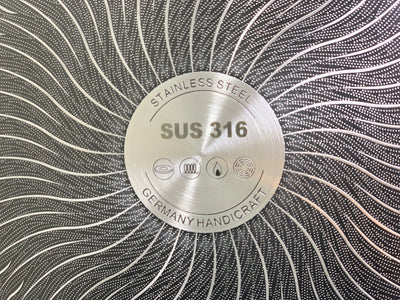 STAINLESS STEEL
SUS 316
GERMANY HANDICRAFT